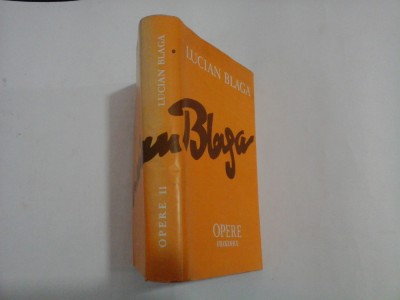 LUCIAN BLAGA
Blaga
OPERE
LUCIAN BLAGA
OPERE II